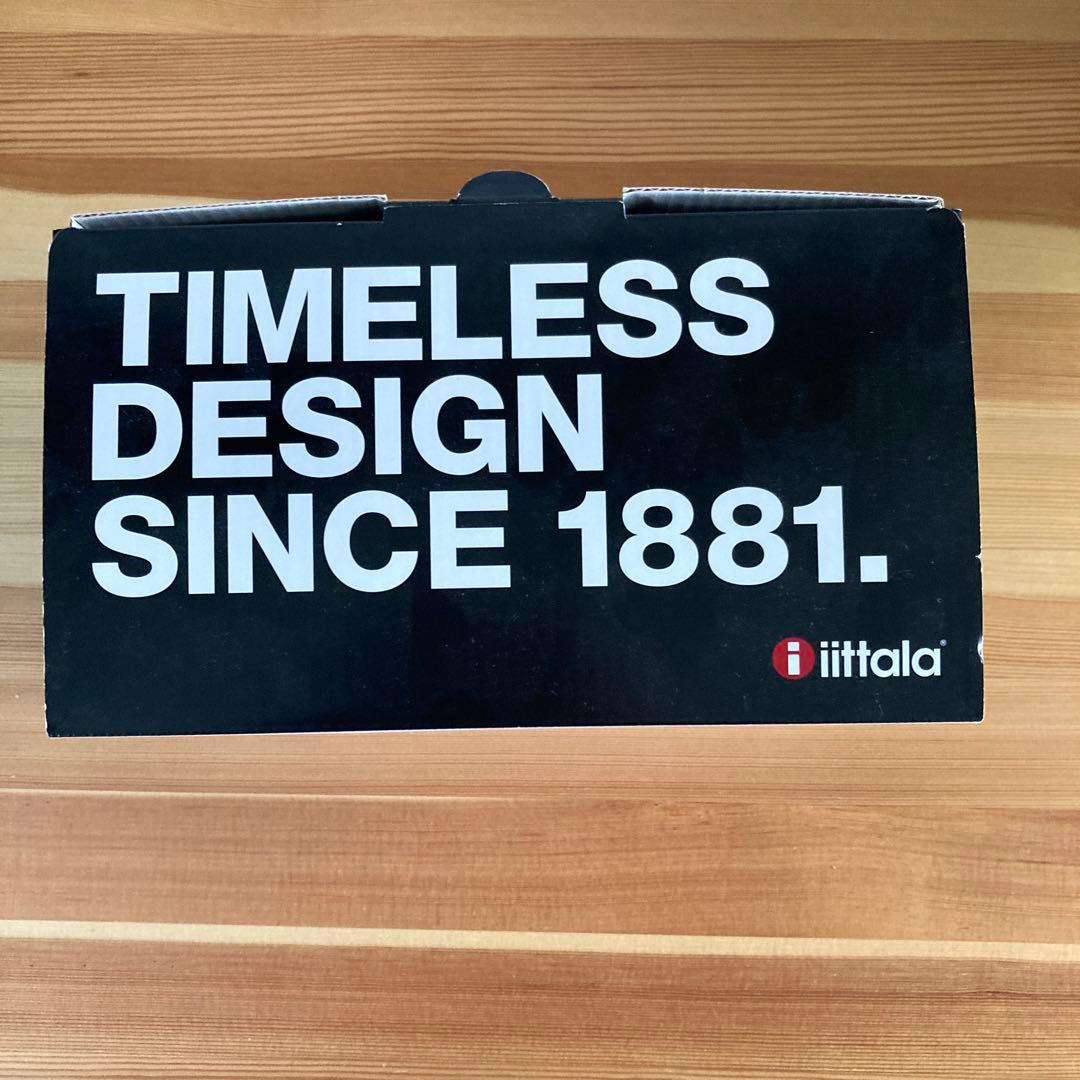 TIMELESS
DESIGN
SINCE 1881.
i iittala®